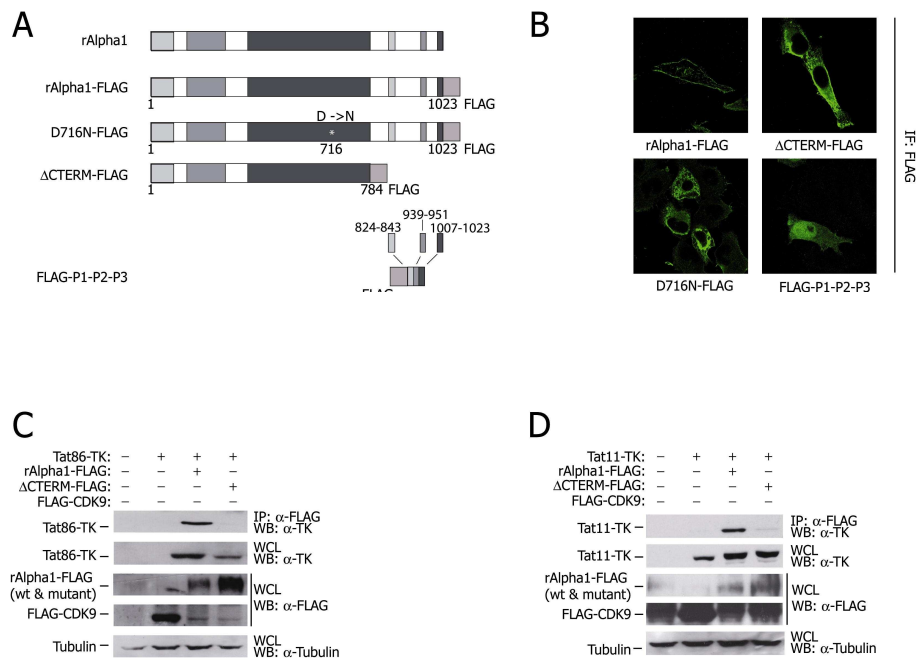 A
rAlpha1
rAlpha1-FLAG
1
1023 FLAG
D ->N
D716N-FLAG
*
716
1023 FLAG
ΔCTERM-FLAG
1
784 FLAG
939-951
824-843
1007-1023
FLAG-P1-P2-P3
FLAG
B
rAlpha1-FLAG
ΔCTERM-FLAG
D716N-FLAG
FLAG-P1-P2-P3
IF: FLAG
C
Tat86-TK: – + + +
rAlpha1-FLAG: – – + –
ΔCTERM-FLAG: – – – +
FLAG-CDK9: – – – –
Tat86-TK –
IP: α-FLAG
WB: α-TK
Tat86-TK –
WCL
WB: α-TK
rAlpha1-FLAG –
(wt & mutant)
WCL
FLAG-CDK9 –
WB: α-FLAG
Tubulin –
WCL
WB: α-Tubulin
D
Tat11-TK: – + + +
rAlpha1-FLAG: – – + –
ΔCTERM-FLAG: – – – +
FLAG-CDK9: – – – –
Tat11-TK –
IP: α-FLAG
WB: α-TK
Tat11-TK –
WCL
WB: α-TK
rAlpha1-FLAG –
(wt & mutant)
WCL
FLAG-CDK9 –
WB: α-FLAG
Tubulin –
WCL
WB: α-Tubulin